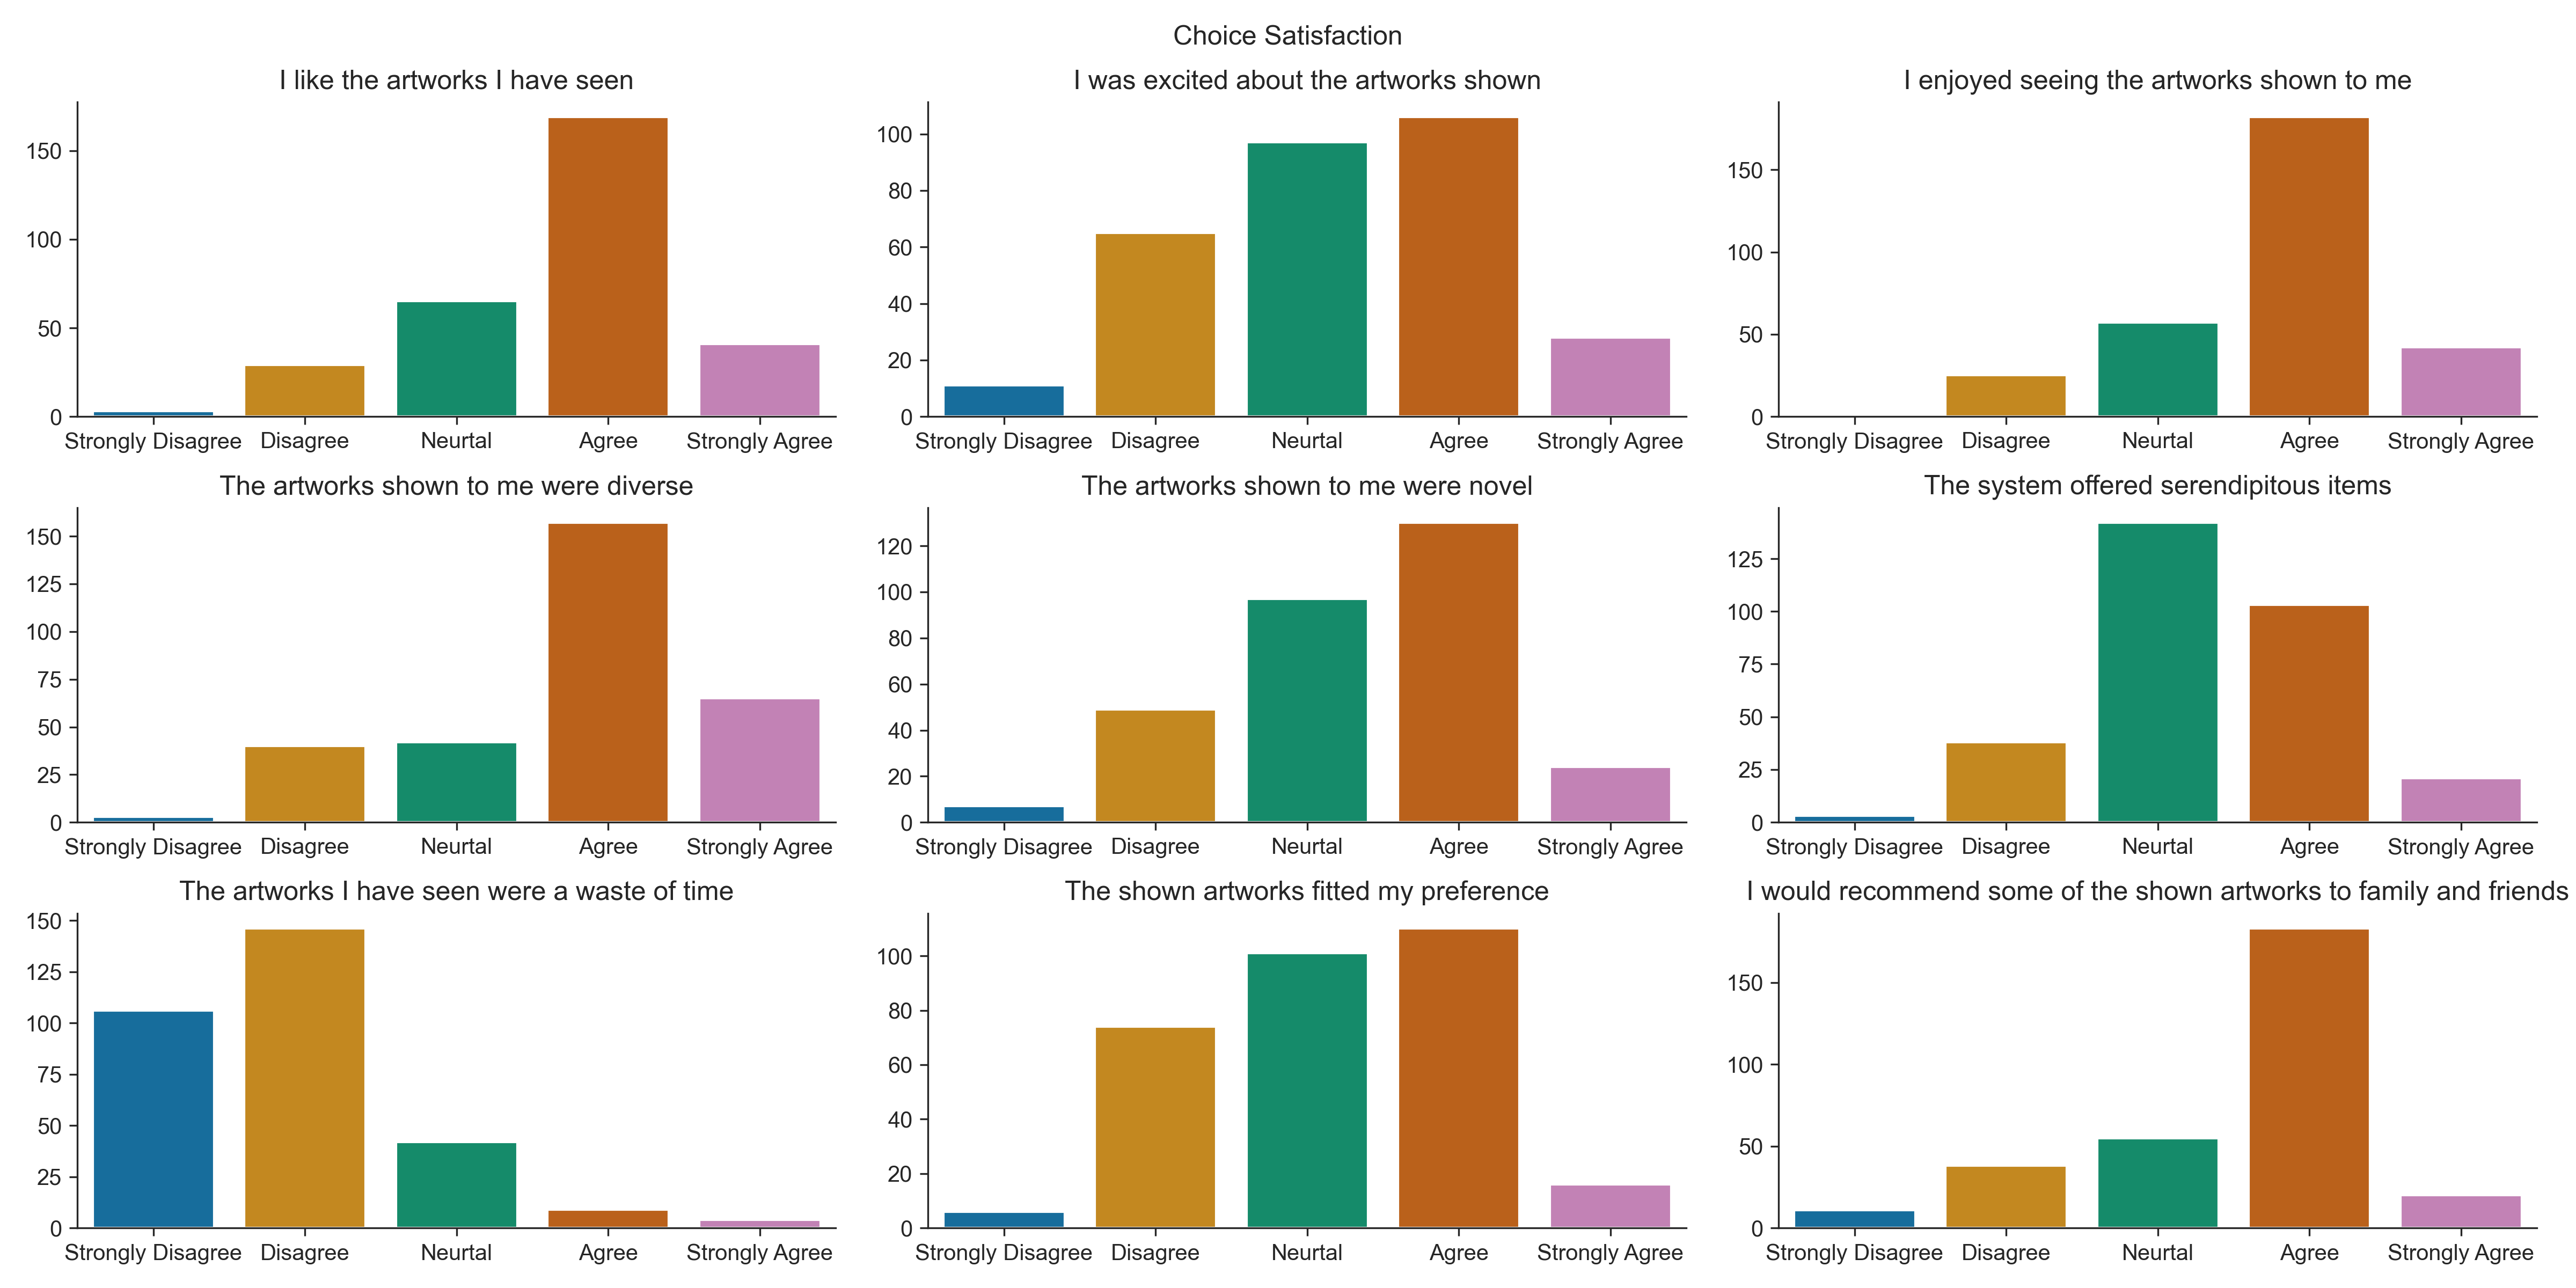 Choice Satisfaction
I like the artworks I have seen
150
100
50
0
Strongly Disagree Disagree Neurtal Agree Strongly Agree
I was excited about the artworks shown
100
80
60
40
20
0
Strongly Disagree Disagree Neurtal Agree Strongly Agree
I enjoyed seeing the artworks shown to me
150
100
50
0
Strongly Disagree Disagree Neurtal Agree Strongly Agree
The artworks shown to me were diverse
150
125
100
75
50
25
0
Strongly Disagree Disagree Neurtal Agree Strongly Agree
The artworks shown to me were novel
120
100
80
60
40
20
0
Strongly Disagree Disagree Neurtal Agree Strongly Agree
The system offered serendipitous items
125
100
75
50
25
0
Strongly Disagree Disagree Neurtal Agree Strongly Agree
The artworks I have seen were a waste of time
150
125
100
75
50
25
0
Strongly Disagree Disagree Neurtal Agree Strongly Agree
The shown artworks fitted my preference
100
80
60
40
20
0
Strongly Disagree Disagree Neurtal Agree Strongly Agree
I would recommend some of the shown artworks to family and friends
150
100
50
0
Strongly Disagree Disagree Neurtal Agree Strongly Agree